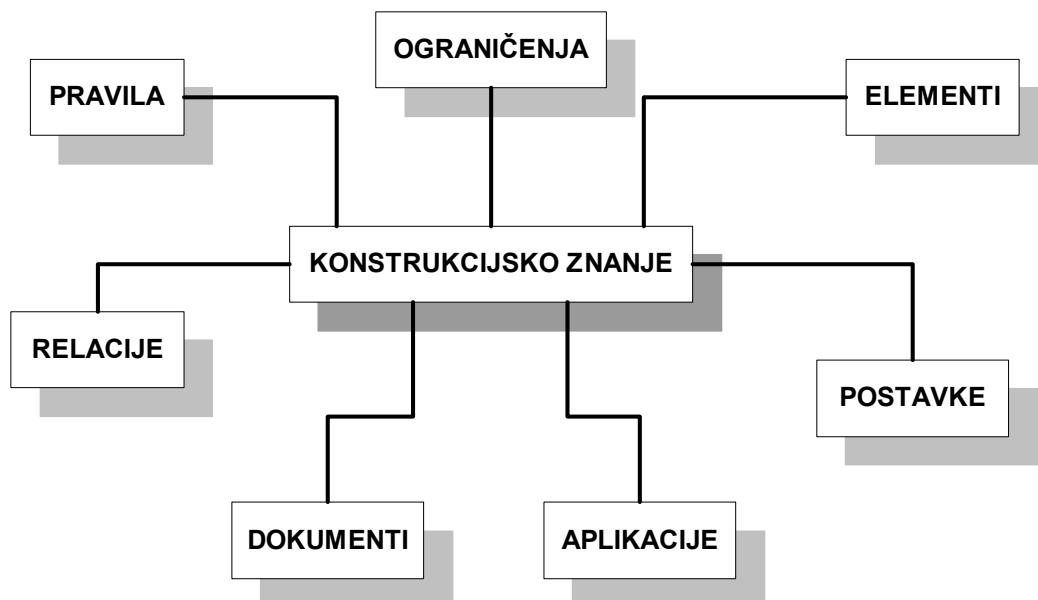 OGRANIČENJA
PRAVILA
ELEMENTI
KONSTRUKCIJSKO ZNANJE
RELACIJE
POSTAVKE
DOKUMENTI
APLIKACIJE